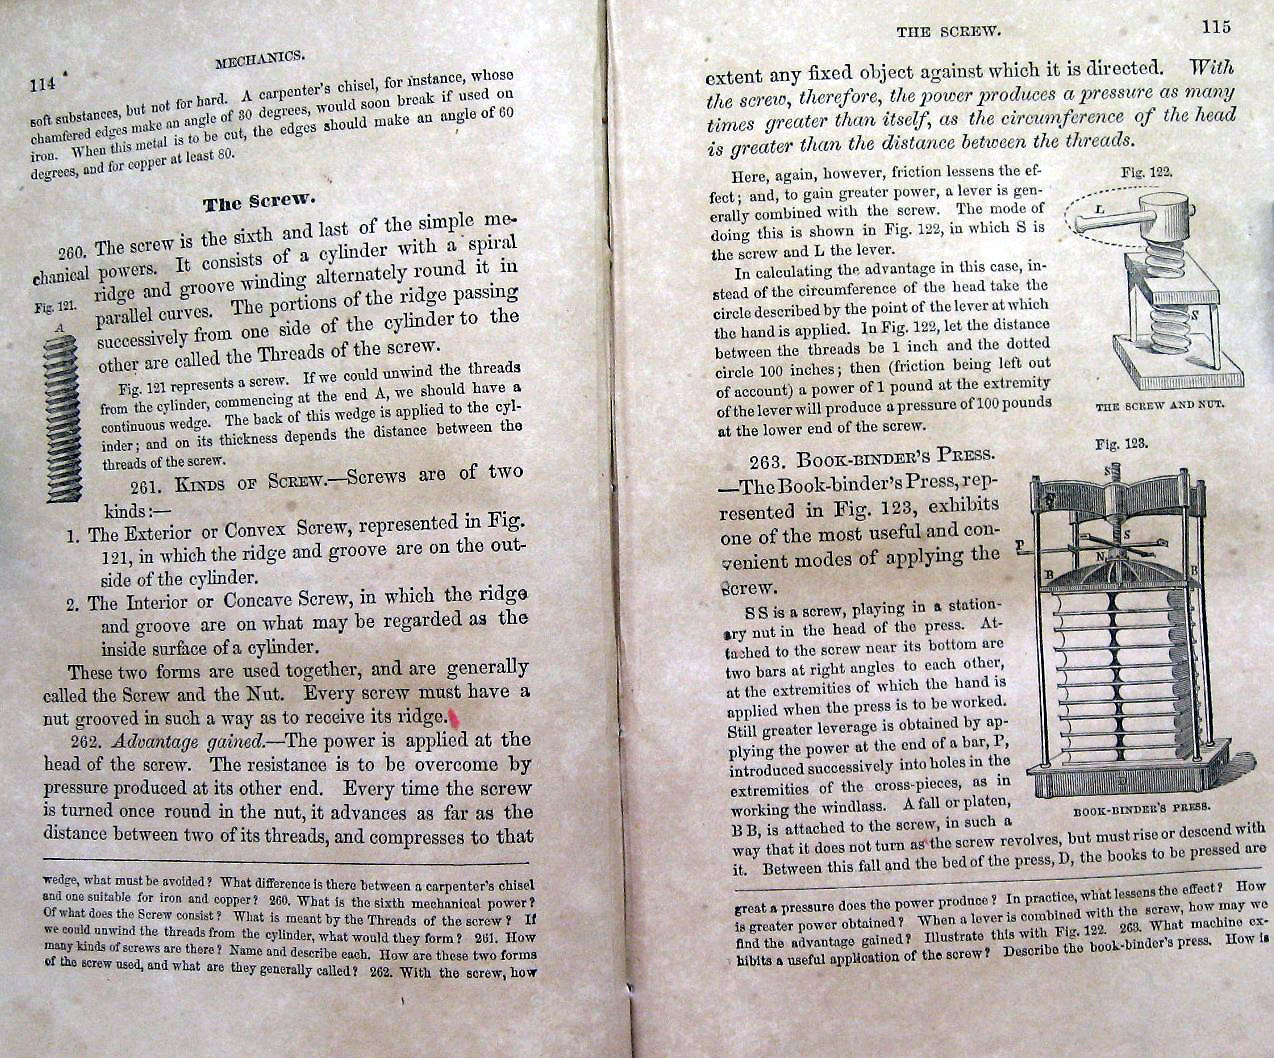 114
MECHANICS.
soft substances, but not for hard. A carpenter's chisel, for instance, whose
chamfered edges make an angle of 30 degrees, would soon break if used on
iron. When this metal is to be cut, the edges should make an angle of 60
degrees, and for copper at least 80.
The Screw.
260. The screw is the sixth and last of the simple me-
chanical powers. It consists of a cylinder with a spiral
ridge and groove winding alternately round it in
parallel curves. The portions of the ridge passing
successively from one side of the cylinder to the
other are called the Threads of the screw.
Fig. 121.
A
Fig. 121 represents a screw. If we could unwind the threads
from the cylinder, commencing at the end A, we should have a
continuous wedge. The back of this wedge is applied to the cyl-
inder; and on its thickness depends the distance between the
threads of the screw.
261. KINDS OF SCREW.—Screws are of two
kinds:—
1. The Exterior or Convex Screw, represented in Fig.
121, in which the ridge and groove are on the out-
side of the cylinder.
2. The Interior or Concave Screw, in which the ridge
and groove are on what may be regarded as the
inside surface of a cylinder.
These two forms are used together, and are generally
called the Screw and the Nut. Every screw must have a
nut grooved in such a way as to receive its ridge.
262. Advantage gained.—The power is applied at the
head of the screw. The resistance is to be overcome by
pressure produced at its other end. Every time the screw
is turned once round in the nut, it advances as far as the
distance between two of its threads, and compresses to that
wedge, what must be avoided? What difference is there between a carpenter's chisel
and one suitable for iron and copper? 260. What is the sixth mechanical power?
Of what does the Screw consist? What is meant by the Threads of the screw? If
we could unwind the threads from the cylinder, what would they form? 261. How
many kinds of screws are there? Name and describe each. How are these two forms
of the screw used, and what are they generally called? 262. With the screw, how
THE SCREW.
115
extent any fixed object against which it is directed. With
the screw, therefore, the power produces a pressure as many
times greater than itself, as the circumference of the head
is greater than the distance between the threads.
Here, again, however, friction lessens the ef-
fect; and, to gain greater power, a lever is gen-
erally combined with the screw. The mode of
doing this is shown in Fig. 122, in which S is
the screw and L the lever.
In calculating the advantage in this case, in-
stead of the circumference of the head take the
circle described by the point of the lever at which
the hand is applied. In Fig. 122, let the distance
between the threads be 1 inch and the dotted
circle 100 inches; then (friction being left out
of account) a power of 1 pound at the extremity
of the lever will produce a pressure of 100 pounds
at the lower end of the screw.
Fig. 122.
L
S
THE SCREW AND NUT.
263. BOOK-BINDER'S PRESS.
—The Book-binder's Press, rep-
resented in Fig. 123, exhibits
one of the most useful and con-
venient modes of applying the
screw.
Fig. 123.
S
S
P
N
B
B
D
BOOK-BINDER'S PRESS.
S S is a screw, playing in a station-
ary nut in the head of the press. At-
tached to the screw near its bottom are
two bars at right angles to each other,
at the extremities of which the hand is
applied when the press is to be worked.
Still greater leverage is obtained by ap-
plying the power at the end of a bar, P,
introduced successively into holes in the
extremities of the cross-pieces, as in
working the windlass. A fall or platen,
B B, is attached to the screw, in such a
way that it does not turn as the screw revolves, but must rise or descend with
it. Between this fall and the bed of the press, D, the books to be pressed are
great a pressure does the power produce? In practice, what lessens the effect? How
is greater power obtained? When a lever is combined with the screw, how may we
find the advantage gained? Illustrate this with Fig. 122. 263. What machine ex-
hibits a useful application of the screw? Describe the book-binder's press. How is